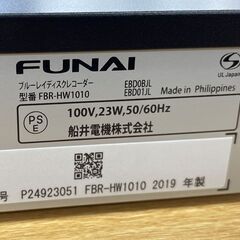 FUNAI
ブルーレイディスクレコーダー
型番 FBR-HW1010
EBD0BJL
EBD01JL
Made in Philippines
UL Japan
PSE
100V,23W,50/60Hz
船井電機株式会社
号 P24923051 FBR-HW1010 2019 年製